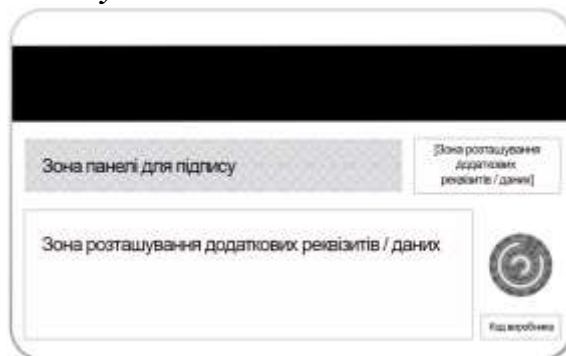 у
Зона панелі для підпису
[Зона розташування
додаткових
реквізитів / даних]
Зона розташування додаткових реквізитів / даних
Код виробника